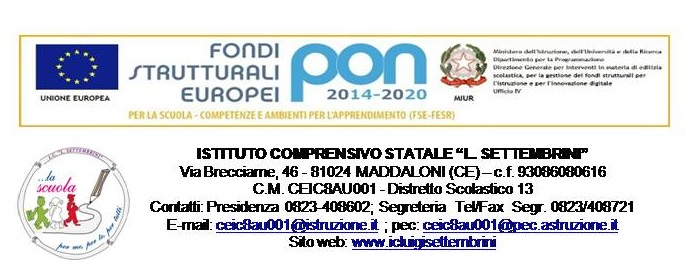 FONDI
STRUTTURALI
EUROPEI
pon
2014-2020
UNIONE EUROPEA
MIUR
Ministero dell'Istruzione, dell'Università e della Ricerca
Dipartimento per la Programmazione
Direzione Generale per interventi in materia di edilizia
scolastica, per la gestione dei fondi strutturali per
l'istruzione e per l'innovazione digitale
Ufficio IV
PER LA SCUOLA - COMPETENZE E AMBIENTI PER L'APPRENDIMENTO (FSE-FESR)
I.C. "L. SETTEMBRINI"
...la
scuola
per me, per te, per tutti
ISTITUTO COMPRENSIVO STATALE "L. SETTEMBRINI"
Via Brecciame, 46 - 81024 MADDALONI (CE) – c.f. 93086080616
C.M. CEIC8AU001 - Distretto Scolastico 13
Contatti: Presidenza 0823-408602; Segreteria Tel/Fax Segr. 0823/408721
E-mail: ceic8au001@istruzione.it ; pec: ceic8au001@pec.astruzione.it
Sito web: www.icluigisettembrini